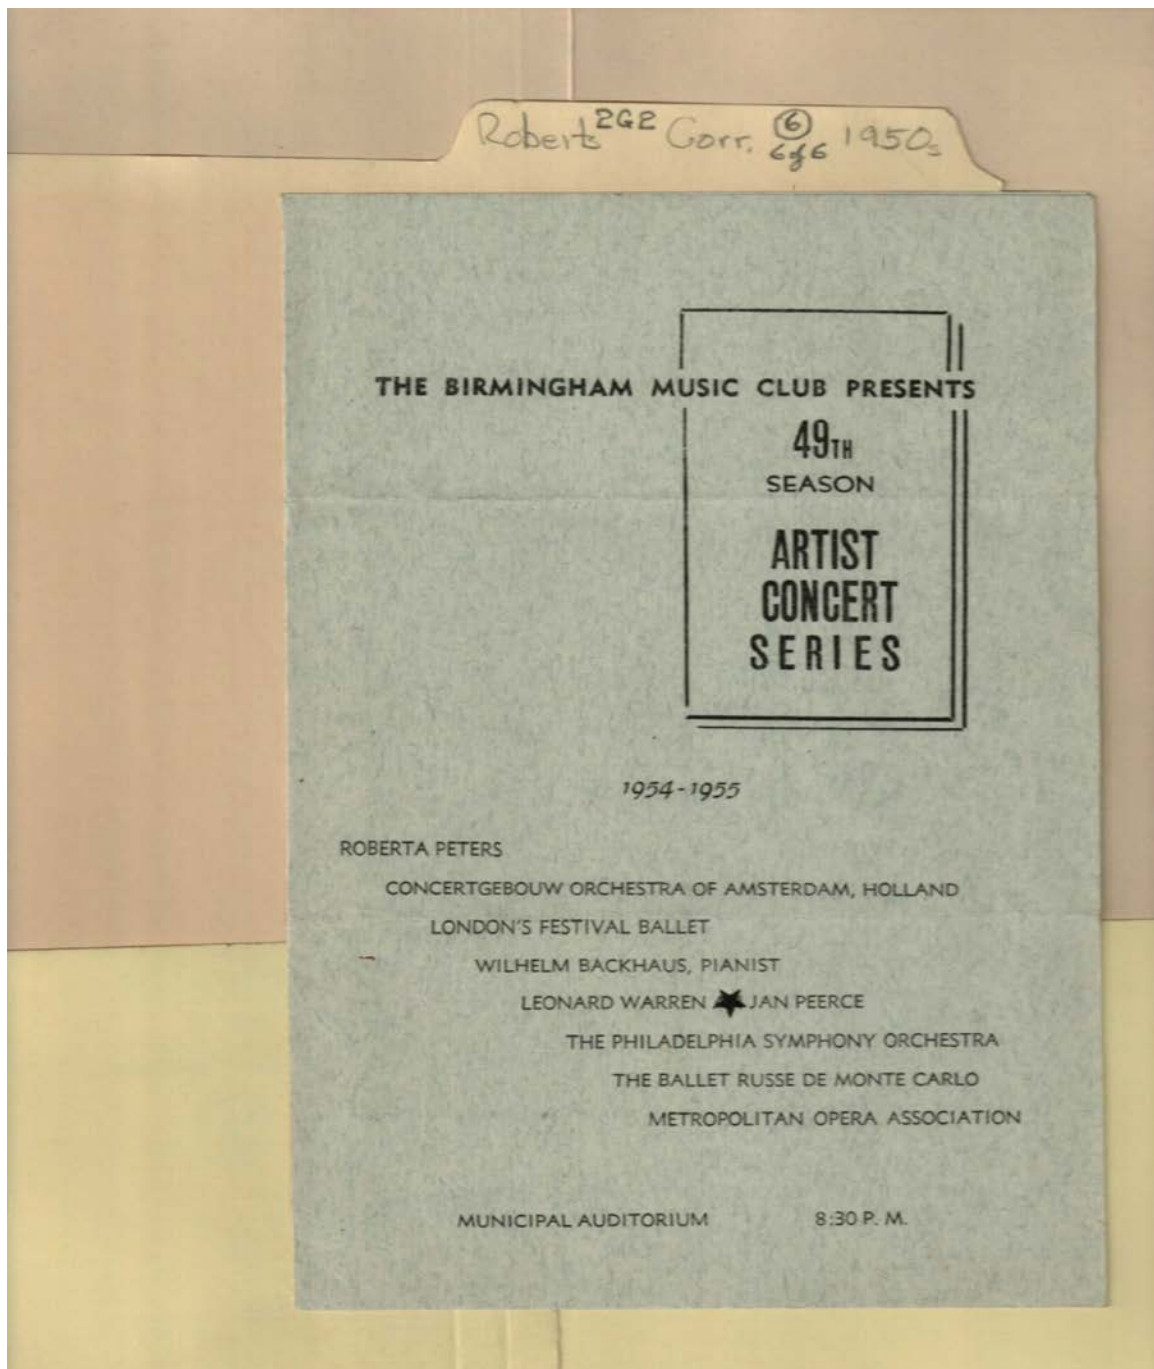 Roberts 2G2 Corr. 6 1950s
6 of 6
THE BIRMINGHAM MUSIC CLUB PRESENTS
49TH
SEASON
ARTIST
CONCERT
SERIES
1954-1955
ROBERTA PETERS
CONCERTGEBOUW ORCHESTRA OF AMSTERDAM, HOLLAND
LONDON'S FESTIVAL BALLET
WILHELM BACKHAUS, PIANIST
LEONARD WARREN ★ JAN PEERCE
THE PHILADELPHIA SYMPHONY ORCHESTRA
THE BALLET RUSSE DE MONTE CARLO
METROPOLITAN OPERA ASSOCIATION
MUNICIPAL AUDITORIUM 8:30 P. M.